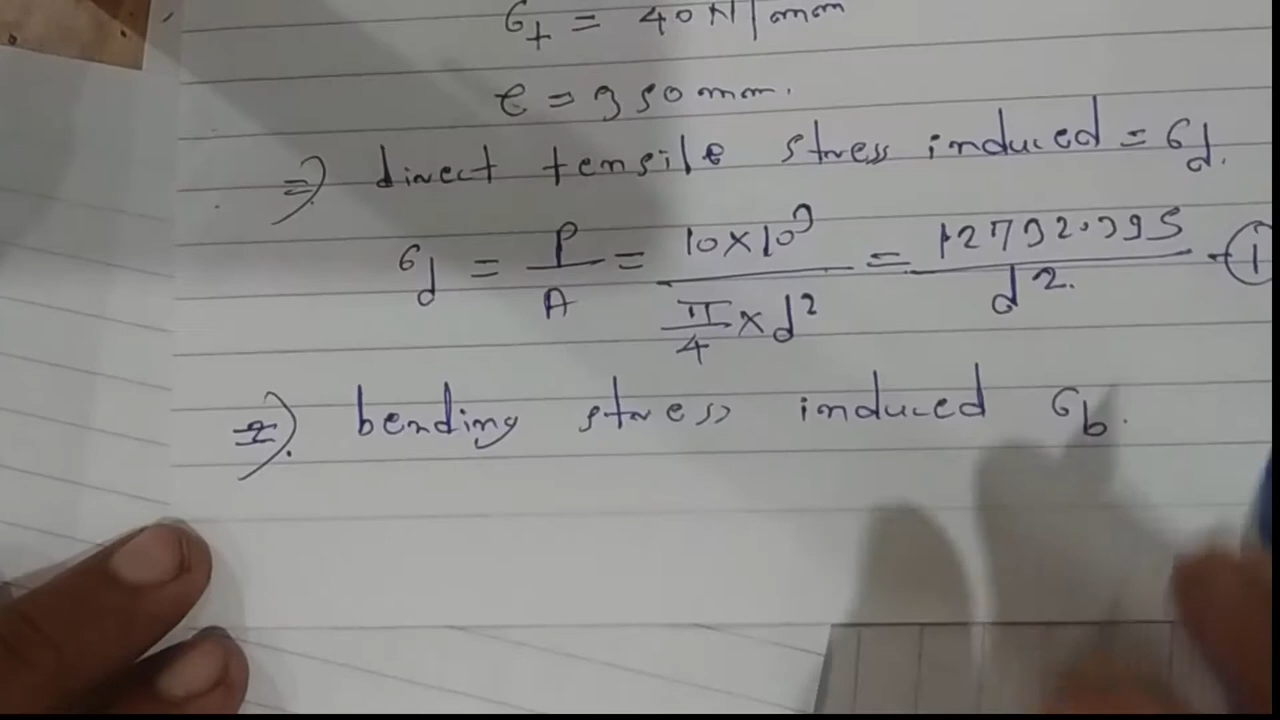 σt = 40 N/mm
e = 350 mm.
⇒) direct tensile stress induced = σd.
σd = P/A = 10×10³/(π/4 × d²) = 12732.395/d². - ①
⇒). bending stress induced σb.